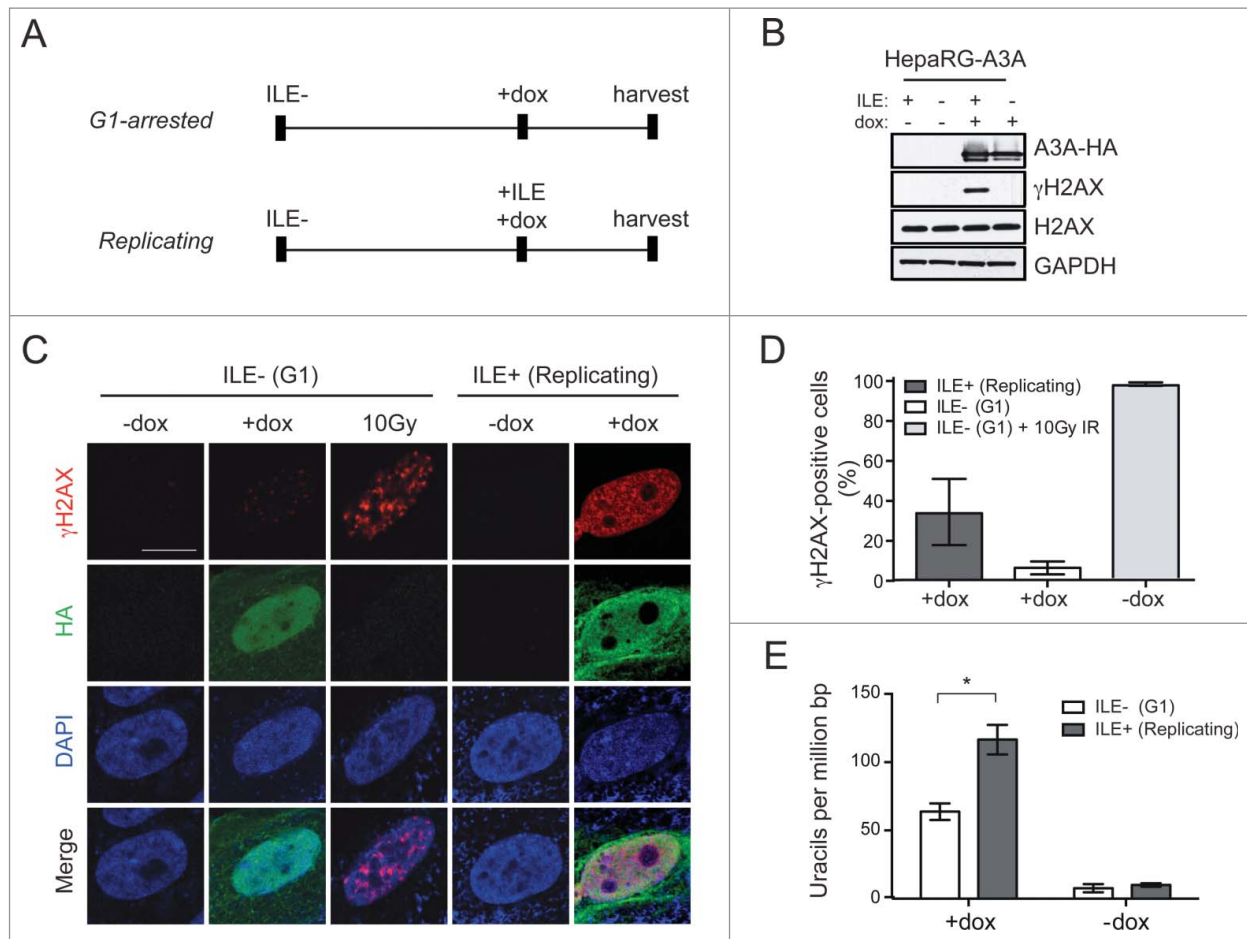 A
ILE-
+dox
harvest
G1-arrested
+ILE
ILE-
+dox
harvest
Replicating
B
HepaRG-A3A
ILE: + - + -
dox: - - + +
A3A-HA
γH2AX
H2AX
GAPDH
C
ILE- (G1)
ILE+ (Replicating)
-dox
+dox
10Gy
-dox
+dox
γH2AX
HA
DAPI
Merge
D
γH2AX-positive cells
(%)
100
80
60
40
20
0
ILE+ (Replicating)
ILE- (G1)
ILE- (G1) + 10Gy IR
+dox
+dox
-dox
E
Uracils per million bp
150
100
50
0
*
ILE- (G1)
ILE+ (Replicating)
+dox
-dox